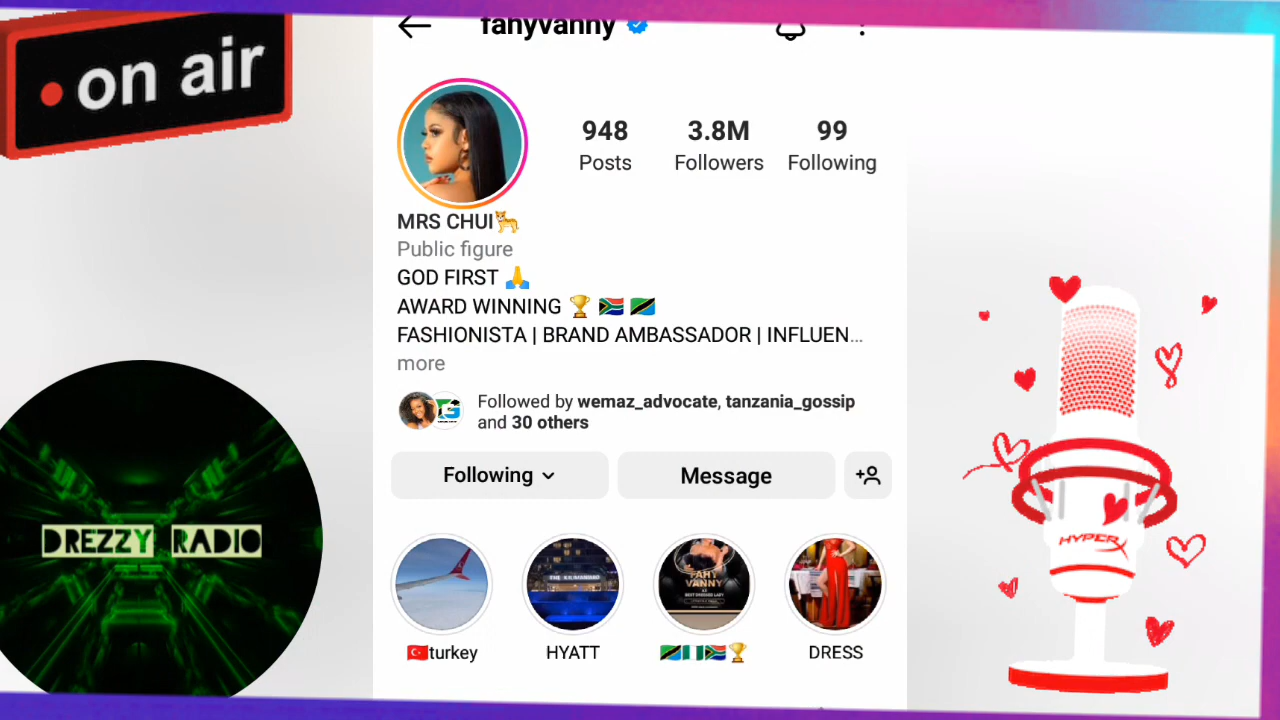 on air
fahyvanny
948
Posts
3.8M
Followers
99
Following
MRS CHUI🐆
Public figure
GOD FIRST 🙏
AWARD WINNING 🏆 🇿🇦 🇹🇿
FASHIONISTA | BRAND AMBASSADOR | INFLUEN…
more
Followed by wemaz_advocate, tanzania_gossip
and 30 others
Following
Message
DREZZY RADIO
HYPERX
FAHY
VANNY
🇹🇷turkey
HYATT
🇹🇿🇳🇬🇿🇦🏆
DRESS